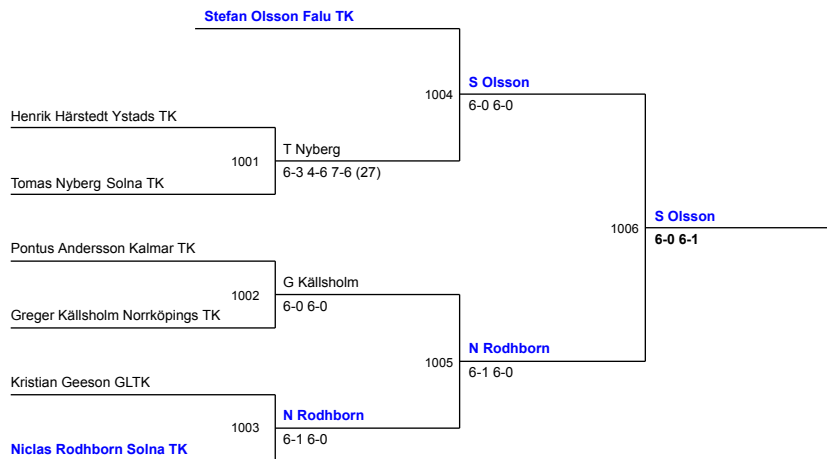 Stefan Olsson Falu TK
S Olsson
1004
6-0 6-0
Henrik Härstedt Ystads TK
T Nyberg
1001
6-3 4-6 7-6 (27)
Tomas Nyberg Solna TK
S Olsson
1006
6-0 6-1
Pontus Andersson Kalmar TK
G Källsholm
1002
6-0 6-0
Greger Källsholm Norrköpings TK
N Rodhborn
1005
6-1 6-0
Kristian Geeson GLTK
N Rodhborn
1003
6-1 6-0
Niclas Rodhborn Solna TK